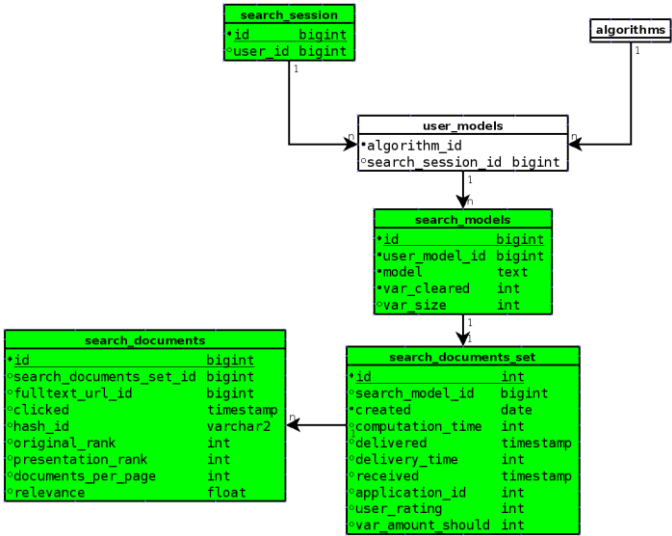 search_session
id bigint
user_id bigint
1
algorithms
1
n
n
user_models
algorithm_id
search_session_id bigint
1
n
search_models
id bigint
user_model_id bigint
model text
var_cleared int
var_size int
1
1
search_documents
id bigint
search_documents_set_id bigint
fulltext_url_id bigint
clicked timestamp
hash_id varchar2
original_rank int
presentation_rank int
documents_per_page int
relevance float
n
1
search_documents_set
id int
search_model_id bigint
created date
computation_time int
delivered timestamp
delivery_time int
received timestamp
application_id int
user_rating int
var_amount_should int